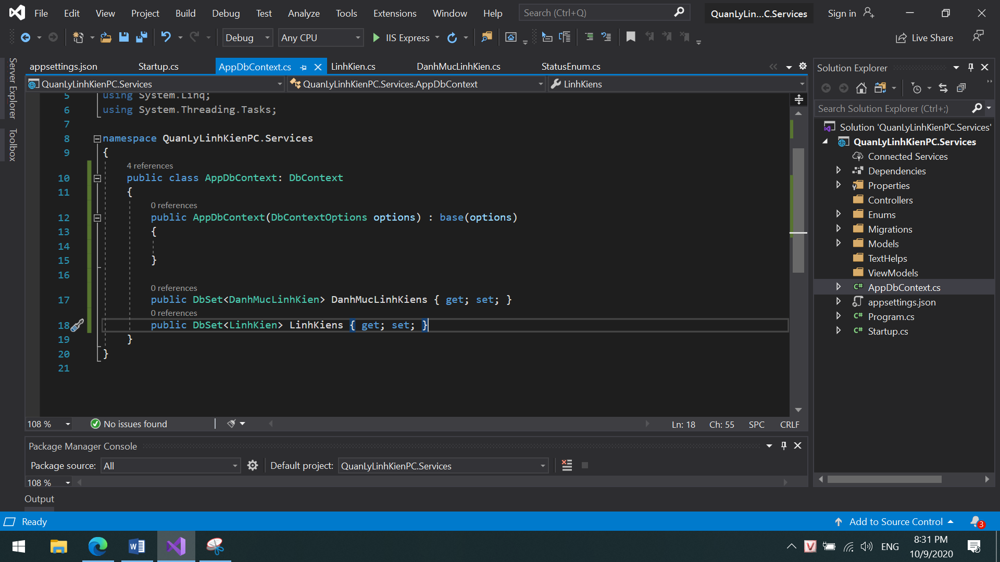 File Edit View Project Build Debug Test Analyze Tools Extensions Window Help Search (Ctrl+Q) QuanLyLin...C.Services Sign in
Debug Any CPU IIS Express Live Share
Server Explorer
Toolbox
appsettings.json Startup.cs AppDbContext.cs LinhKien.cs DanhMucLinhKien.cs StatusEnum.cs
QuanLyLinhKienPC.Services QuanLyLinhKienPC.Services.AppDbContext LinhKiens
5 using System.Linq;
6 using System.Threading.Tasks;
7
8 namespace QuanLyLinhKienPC.Services
9 {
4 references
10 public class AppDbContext: DbContext
11 {
0 references
12 public AppDbContext(DbContextOptions options) : base(options)
13 {
14
15 }
16
0 references
17 public DbSet<DanhMucLinhKien> DanhMucLinhKiens { get; set; }
0 references
18 public DbSet<LinhKien> LinhKiens { get; set; }
19 }
20 }
21
108 % No issues found Ln: 18 Ch: 55 SPC CRLF
Package Manager Console
Package source: All Default project: QuanLyLinhKienPC.Services
108 %
Output
Solution Explorer
Search Solution Explorer (Ctrl+;)
Solution 'QuanLyLinhKienPC.Services'
QuanLyLinhKienPC.Services
Connected Services
Dependencies
Properties
Controllers
Enums
Migrations
Models
TextHelps
ViewModels
C# AppDbContext.cs
appsettings.json
C# Program.cs
C# Startup.cs
Ready Add to Source Control 3
ENG 8:31 PM
10/9/2020